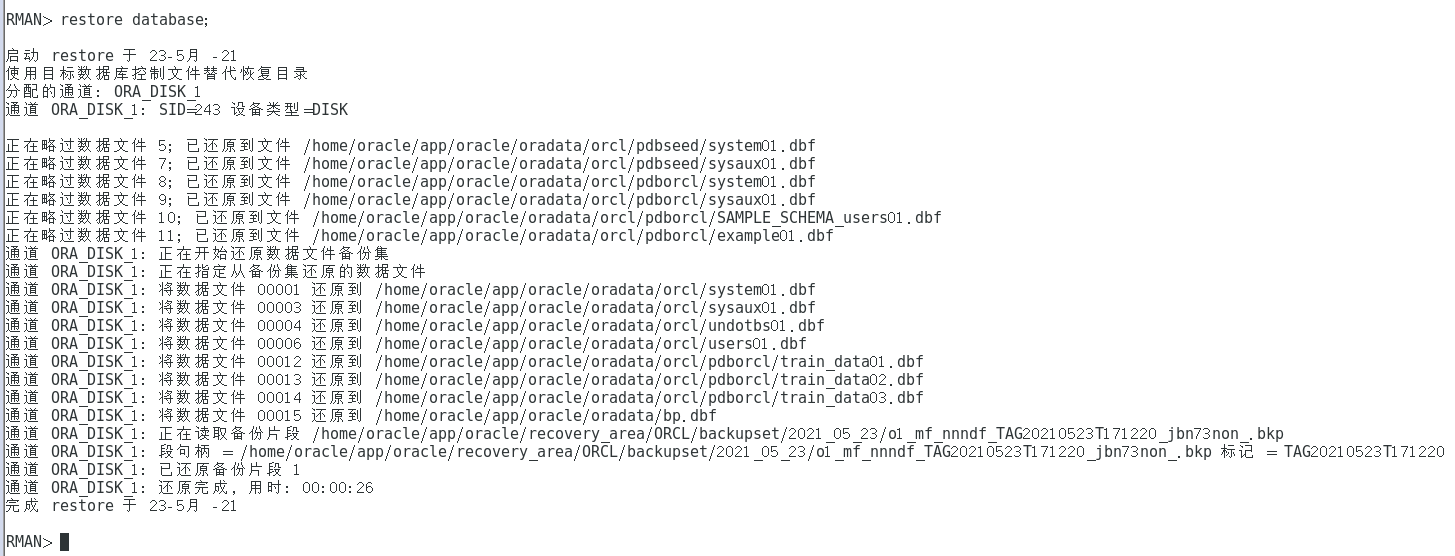 RMAN> restore database;
启动 restore 于 23-5月 -21
使用目标数据库控制文件替代恢复目录
分配的通道: ORA_DISK_1
通道 ORA_DISK_1: SID=243 设备类型=DISK
正在略过数据文件 5; 已还原到文件 /home/oracle/app/oracle/oradata/orcl/pdbseed/system01.dbf
正在略过数据文件 7; 已还原到文件 /home/oracle/app/oracle/oradata/orcl/pdbseed/sysaux01.dbf
正在略过数据文件 8; 已还原到文件 /home/oracle/app/oracle/oradata/orcl/pdborcl/system01.dbf
正在略过数据文件 9; 已还原到文件 /home/oracle/app/oracle/oradata/orcl/pdborcl/sysaux01.dbf
正在略过数据文件 10; 已还原到文件 /home/oracle/app/oracle/oradata/orcl/pdborcl/SAMPLE_SCHEMA_users01.dbf
正在略过数据文件 11; 已还原到文件 /home/oracle/app/oracle/oradata/orcl/pdborcl/example01.dbf
通道 ORA_DISK_1: 正在开始还原数据文件备份集
通道 ORA_DISK_1: 正在指定从备份集还原的数据文件
通道 ORA_DISK_1: 将数据文件 00001 还原到 /home/oracle/app/oracle/oradata/orcl/system01.dbf
通道 ORA_DISK_1: 将数据文件 00003 还原到 /home/oracle/app/oracle/oradata/orcl/sysaux01.dbf
通道 ORA_DISK_1: 将数据文件 00004 还原到 /home/oracle/app/oracle/oradata/orcl/undotbs01.dbf
通道 ORA_DISK_1: 将数据文件 00006 还原到 /home/oracle/app/oracle/oradata/orcl/users01.dbf
通道 ORA_DISK_1: 将数据文件 00012 还原到 /home/oracle/app/oracle/oradata/orcl/pdborcl/train_data01.dbf
通道 ORA_DISK_1: 将数据文件 00013 还原到 /home/oracle/app/oracle/oradata/orcl/pdborcl/train_data02.dbf
通道 ORA_DISK_1: 将数据文件 00014 还原到 /home/oracle/app/oracle/oradata/orcl/pdborcl/train_data03.dbf
通道 ORA_DISK_1: 将数据文件 00015 还原到 /home/oracle/app/oracle/oradata/bp.dbf
通道 ORA_DISK_1: 正在读取备份片段 /home/oracle/app/oracle/recovery_area/ORCL/backupset/2021_05_23/o1_mf_nnndf_TAG20210523T171220_jbn73non_.bkp
通道 ORA_DISK_1: 段句柄 =/home/oracle/app/oracle/recovery_area/ORCL/backupset/2021_05_23/o1_mf_nnndf_TAG20210523T171220_jbn73non_.bkp 标记 = TAG20210523T171220
通道 ORA_DISK_1: 已还原备份片段 1
通道 ORA_DISK_1: 还原完成, 用时: 00:00:26
完成 restore 于 23-5月 -21
RMAN>